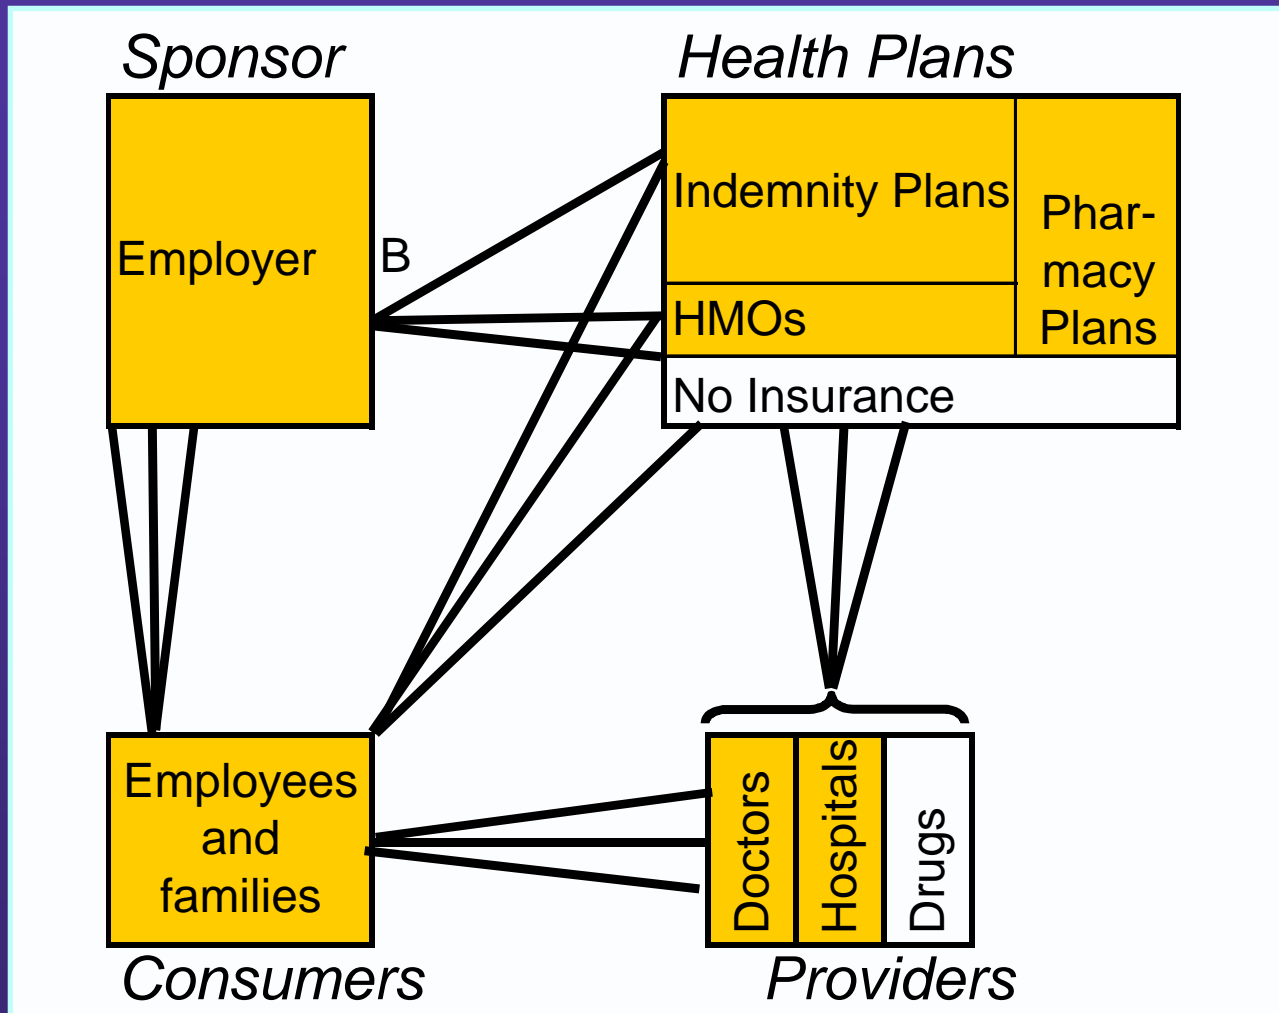 Sponsor
Health Plans
Employer
B
Indemnity Plans
HMOs
Phar-
macy
Plans
No Insurance
Employees
and
families
Doctors
Hospitals
Drugs
Consumers
Providers